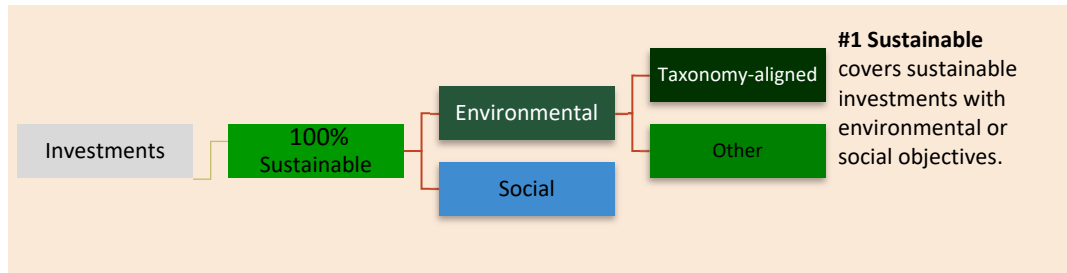 Investments
100%
Sustainable
Environmental
Social
Taxonomy-aligned
Other
#1 Sustainable
covers sustainable
investments with
environmental or
social objectives.